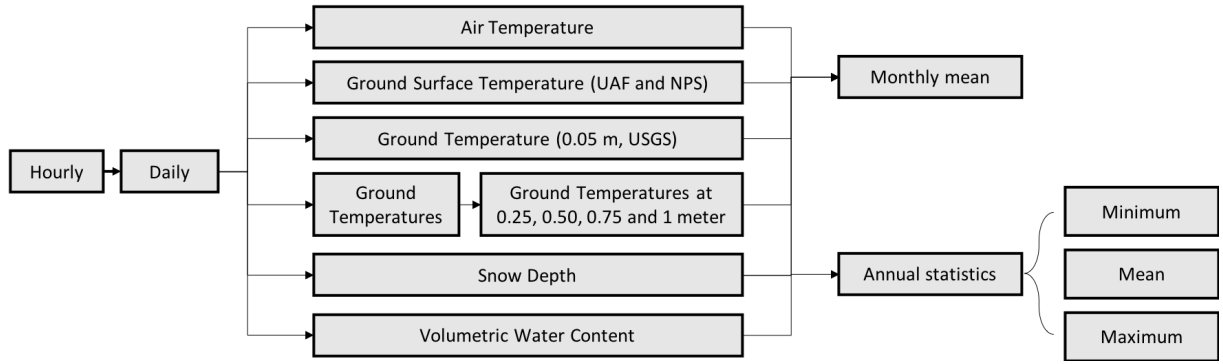 Air Temperature
Ground Surface Temperature (UAF and NPS)
Monthly mean
Ground Temperature (0.05 m, USGS)
Hourly
Daily
Ground
Temperatures
Ground Temperatures at
0.25, 0.50, 0.75 and 1 meter
Minimum
Snow Depth
Annual statistics
Mean
Volumetric Water Content
Maximum